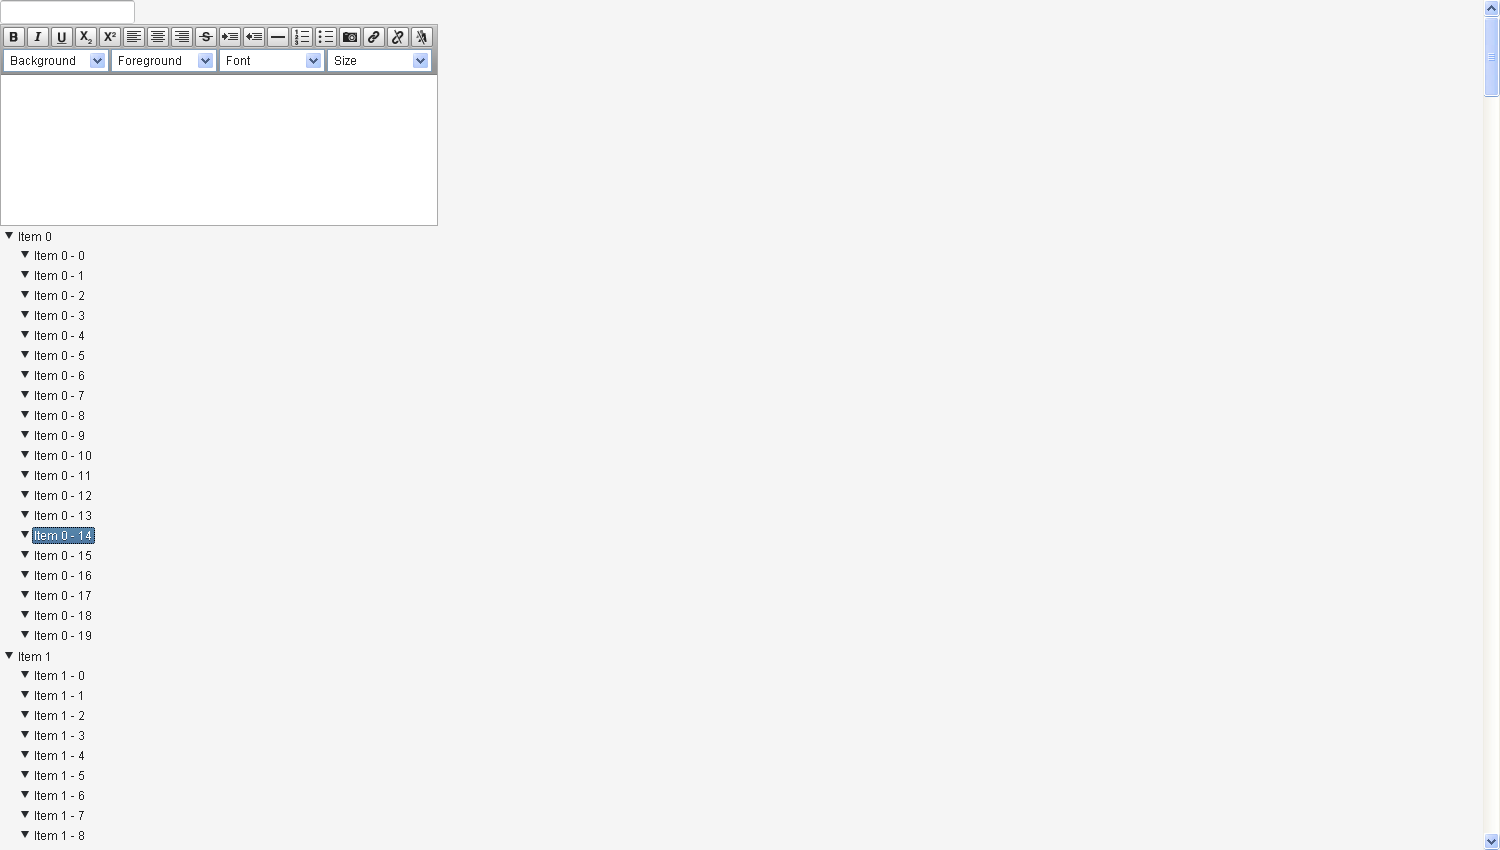 B I U X2 X2 S
Background Foreground Font Size
Item 0
Item 0 - 0
Item 0 - 1
Item 0 - 2
Item 0 - 3
Item 0 - 4
Item 0 - 5
Item 0 - 6
Item 0 - 7
Item 0 - 8
Item 0 - 9
Item 0 - 10
Item 0 - 11
Item 0 - 12
Item 0 - 13
Item 0 - 14
Item 0 - 15
Item 0 - 16
Item 0 - 17
Item 0 - 18
Item 0 - 19
Item 1
Item 1 - 0
Item 1 - 1
Item 1 - 2
Item 1 - 3
Item 1 - 4
Item 1 - 5
Item 1 - 6
Item 1 - 7
Item 1 - 8